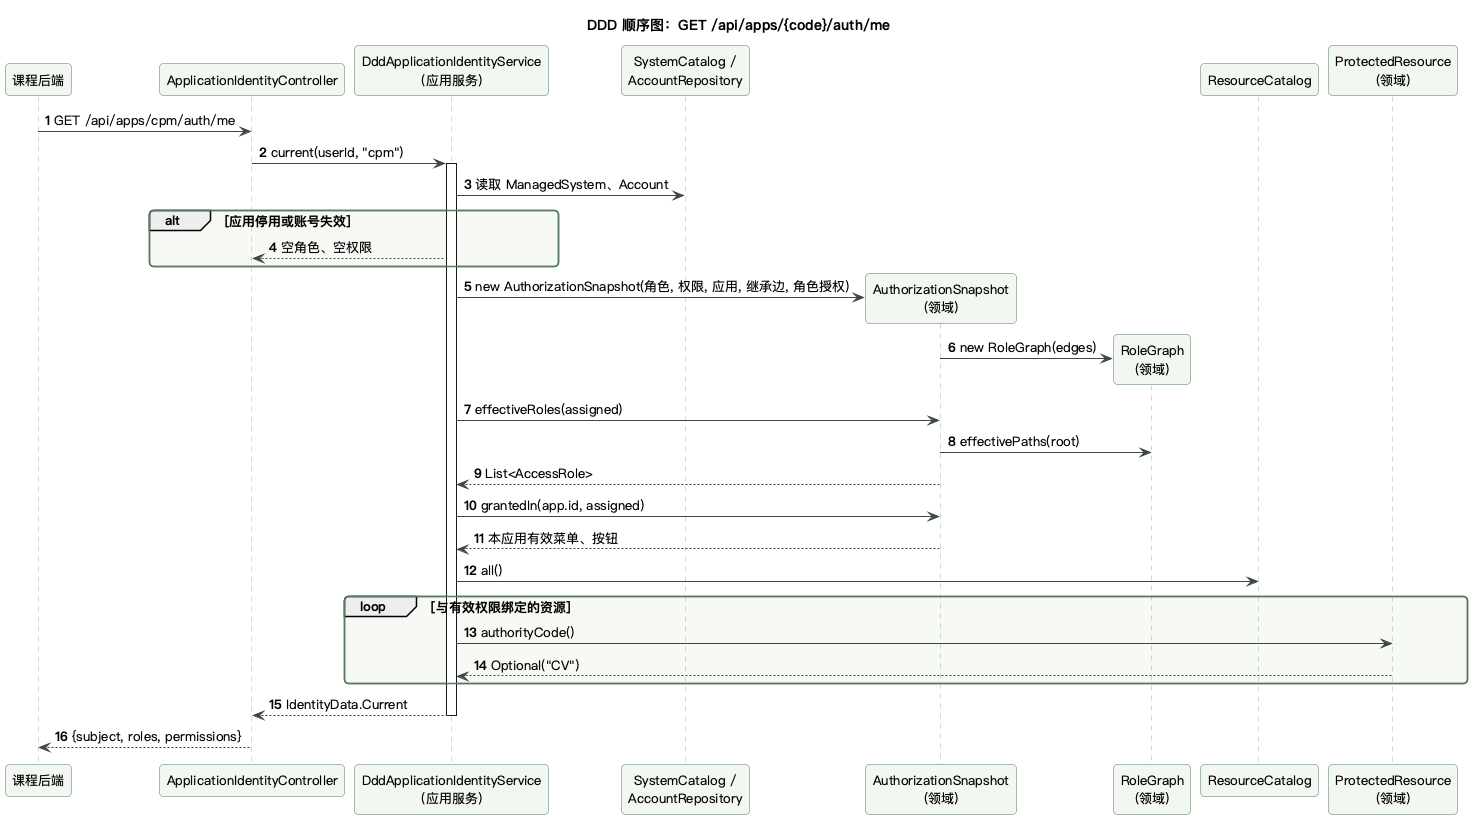 DDD 顺序图：GET /api/apps/{code}/auth/me
课程后端
ApplicationIdentityController
DddApplicationIdentityService
(应用服务)
SystemCatalog /
AccountRepository
ResourceCatalog
ProtectedResource
(领域)
1 GET /api/apps/cpm/auth/me
2 current(userId, "cpm")
3 读取 ManagedSystem、Account
alt [应用停用或账号失效]
4 空角色、空权限
5 new AuthorizationSnapshot(角色, 权限, 应用, 继承边, 角色授权)
AuthorizationSnapshot
(领域)
6 new RoleGraph(edges)
RoleGraph
(领域)
7 effectiveRoles(assigned)
8 effectivePaths(root)
9 List<AccessRole>
10 grantedIn(app.id, assigned)
11 本应用有效菜单、按钮
12 all()
loop [与有效权限绑定的资源]
13 authorityCode()
14 Optional("CV")
15 IdentityData.Current
16 {subject, roles, permissions}
课程后端
ApplicationIdentityController
DddApplicationIdentityService
(应用服务)
SystemCatalog /
AccountRepository
AuthorizationSnapshot
(领域)
RoleGraph
(领域)
ResourceCatalog
ProtectedResource
(领域)